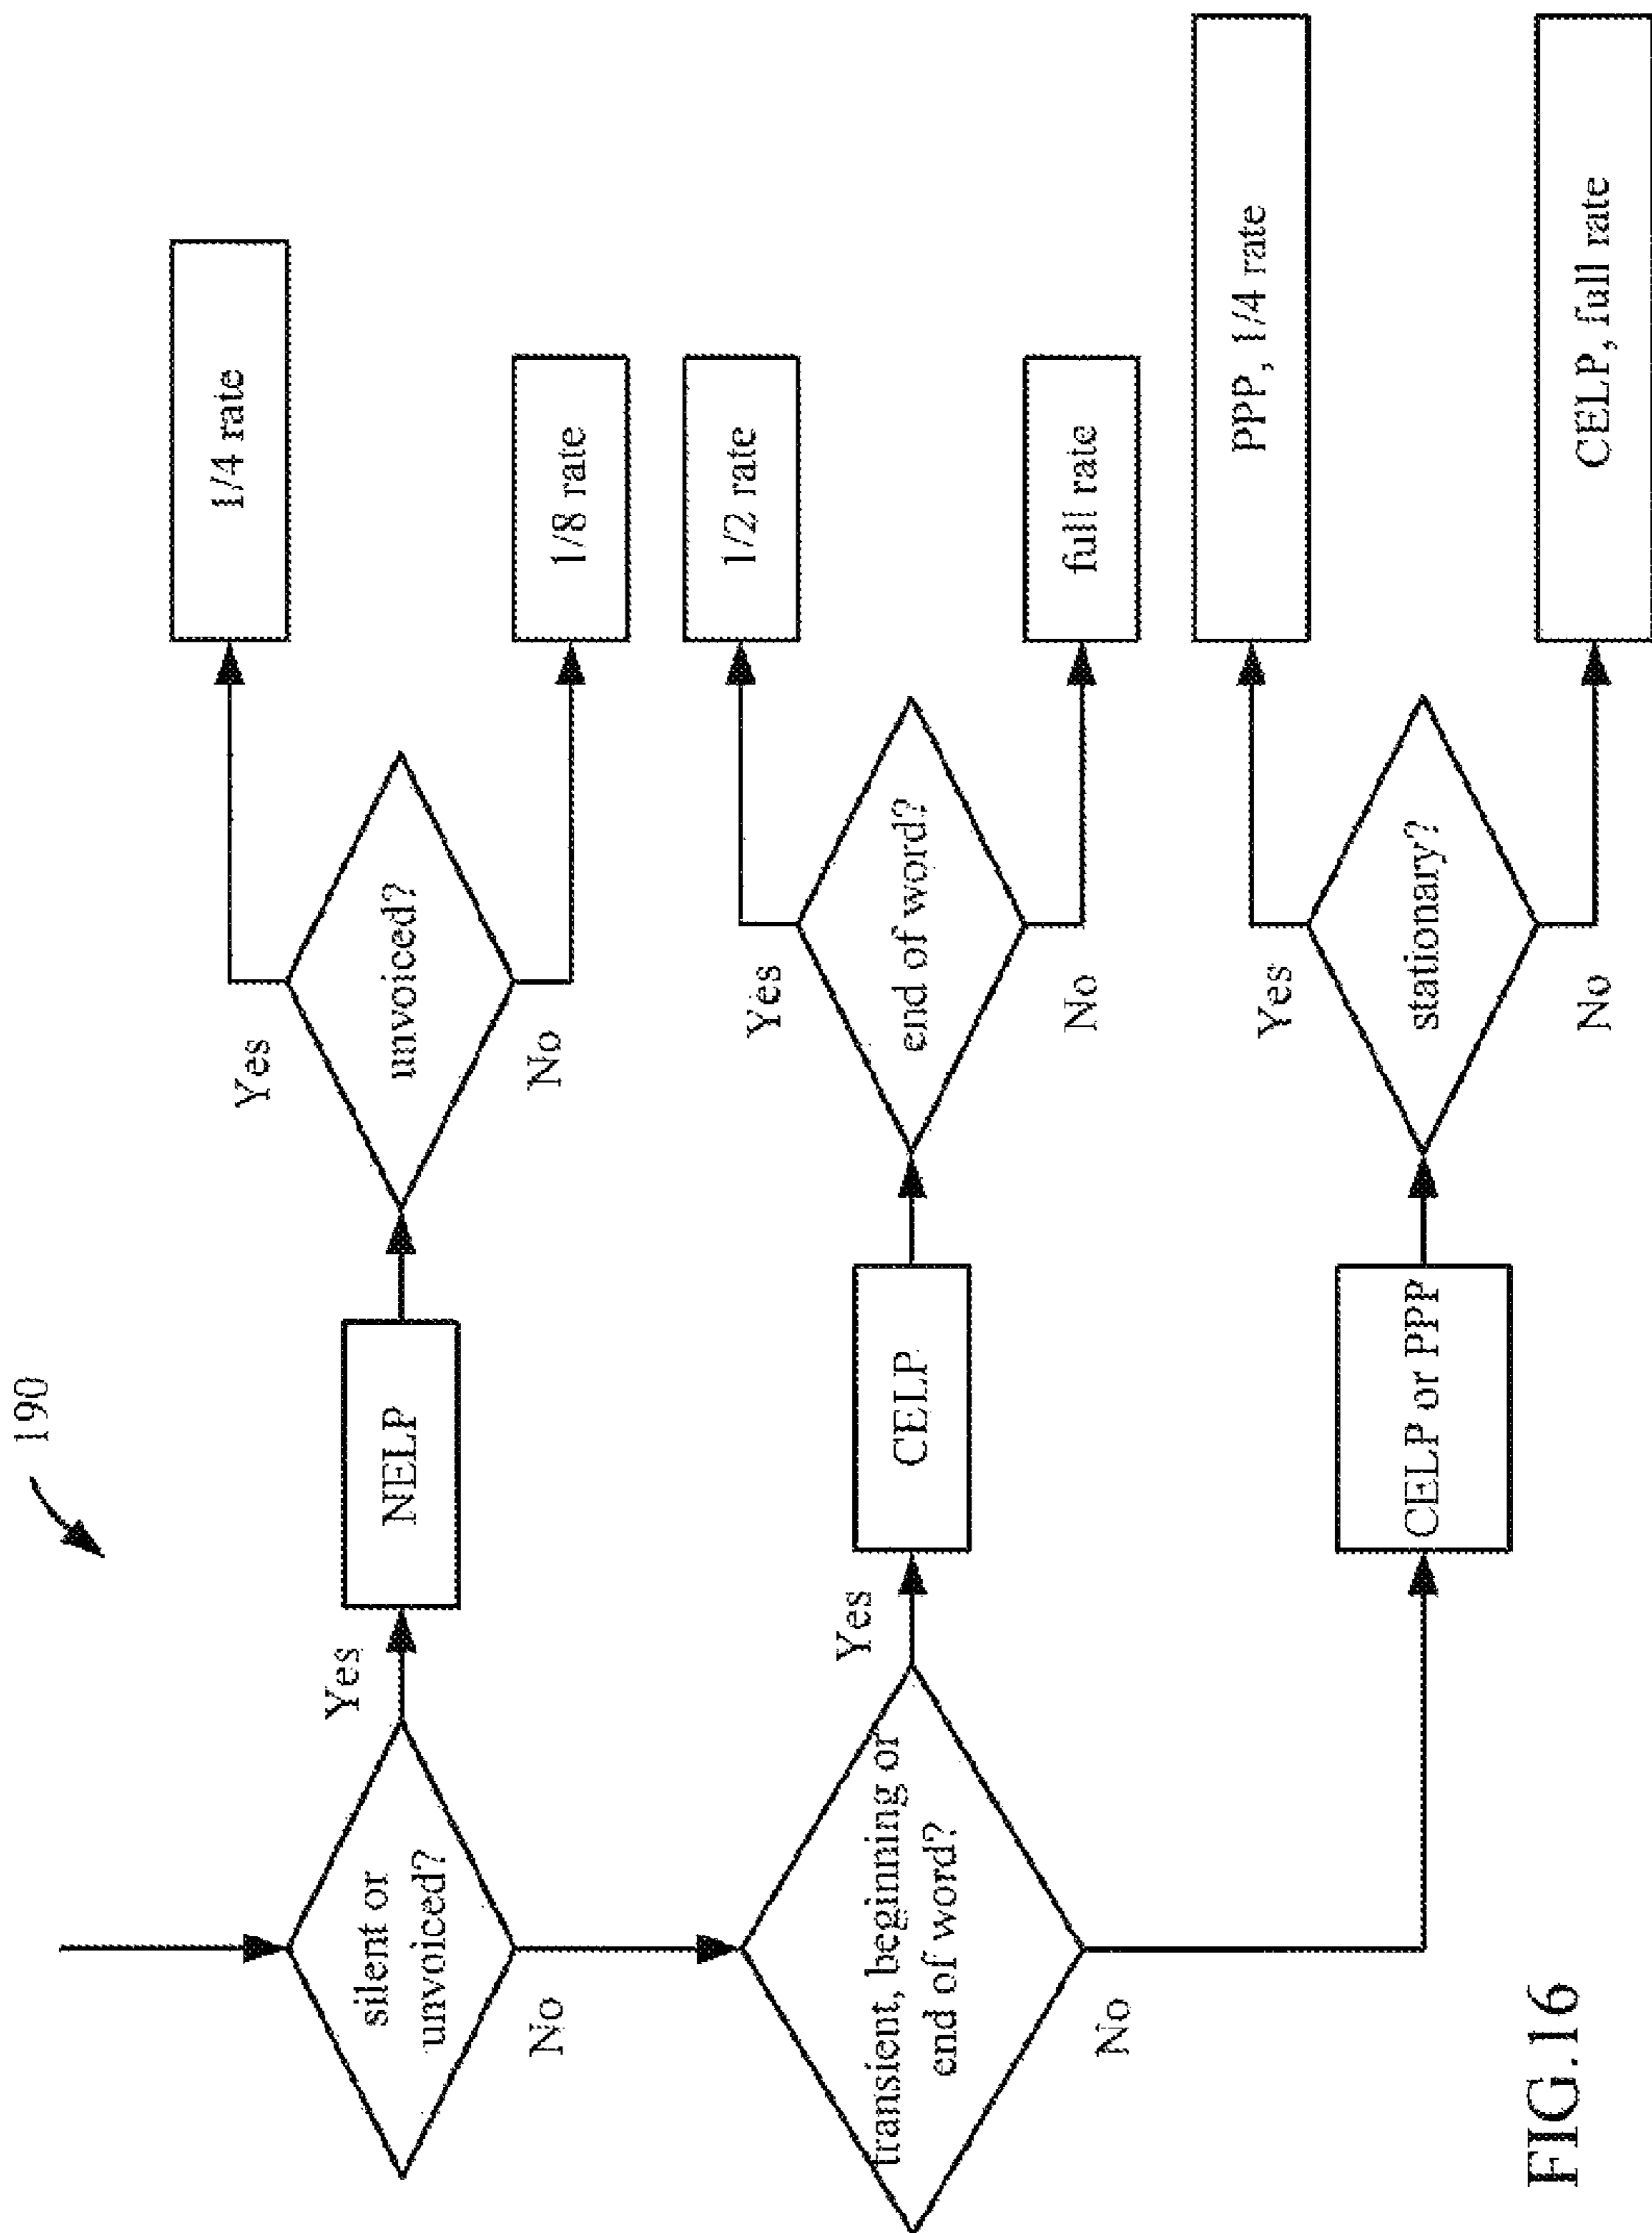 190
silent or
unvoiced?
Yes
No
NELP
unvoiced?
Yes
No
1/4 rate
1/8 rate
transient, beginning or
end of word?
Yes
No
CELP
end of word?
Yes
No
1/2 rate
full rate
CELP or PPP
stationary?
Yes
No
PPP, 1/4 rate
CELP, full rate
FIG.16